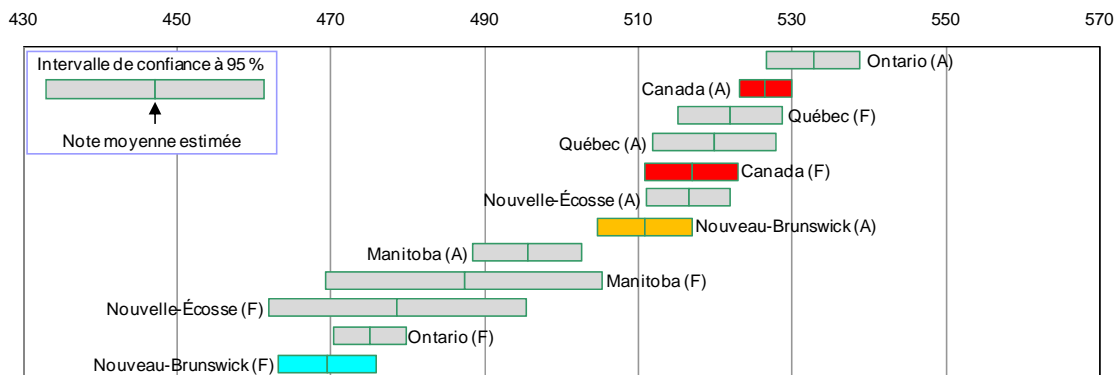 430 470 490 510 530 550 570
Intervalle de confiance à 95 %
Note moyenne estimée
Ontario (A)
Canada (A)
Québec (F)
Québec (A)
Canada (F)
Nouvelle-Écosse (A)
Nouveau-Brunswick (A)
Manitoba (A)
Manitoba (F)
Nouvelle-Écosse (F)
Ontario (F)
Nouveau-Brunswick (F)